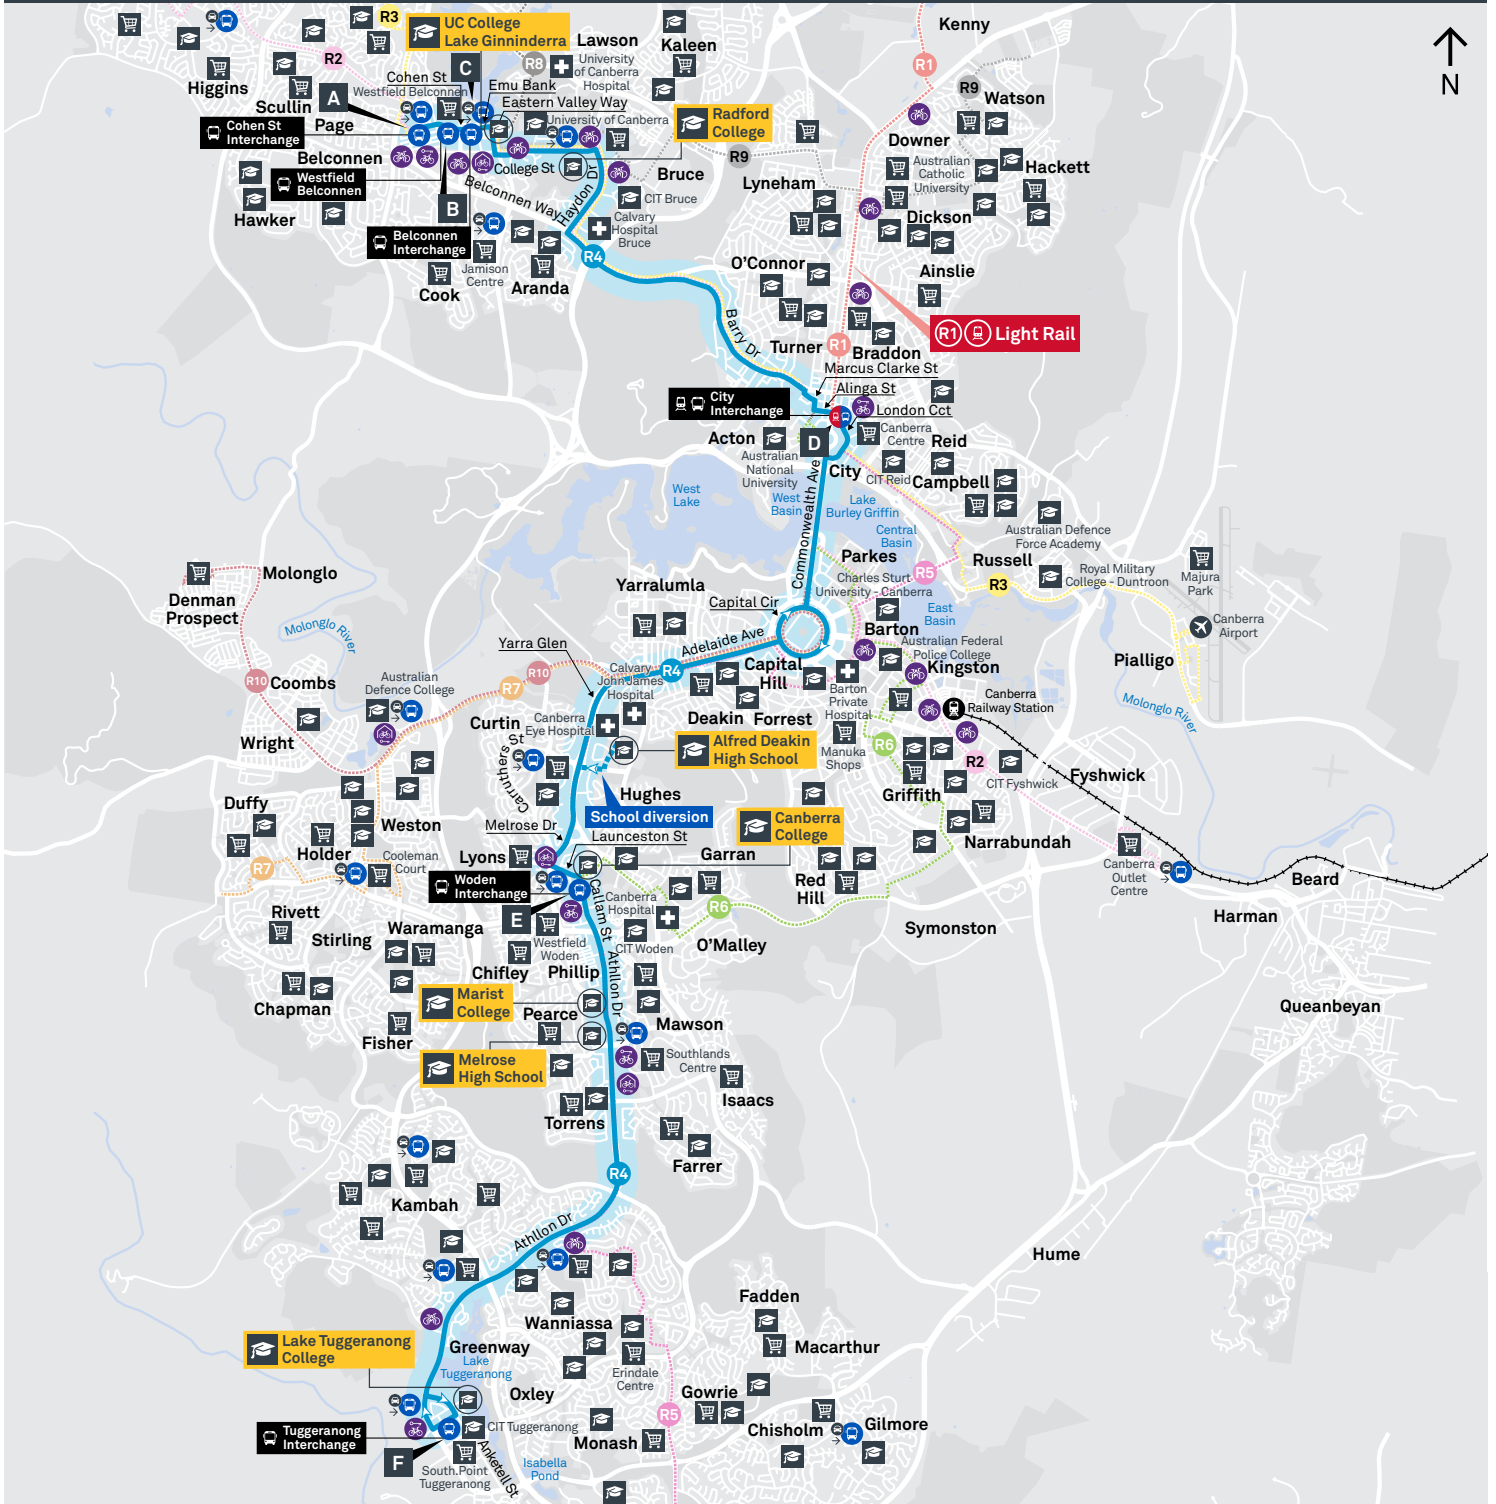 UC College
Lake Ginninderra
R3
R2
R8
Lawson
Kaleen
University
of Canberra
Hospital
Kenny
R1
N
Higgins
Scullin
Page
A
C
Cohen St
Westfield Belconnen
Emu Bank
Eastern Valley Way
University of Canberra
Radford
College
R9
Watson
Downer
Cohen St
Interchange
Belconnen
Westfield
Belconnen
Hawker
B
College St
Belconnen Way
Haydon Dr
Bruce
CIT Bruce
R9
Lyneham
Australian
Catholic
University
Hackett
Dickson
Belconnen
Interchange
Calvary
Hospital
Bruce
R4
Jamison
Centre
Cook
Aranda
O'Connor
Ainslie
Barry Dr
R1 Light Rail
Turner
R1
Braddon
Marcus Clarke St
Alinga St
London Cct
City
Interchange
D
Canberra
Centre
Acton
Australian
National
University
City
Reid
CIT Reid
Campbell
West
Lake
West
Basin
Lake
Burley Griffin
Central
Basin
Commonwealth Ave
Australian Defence
Force Academy
Parkes
Russell
R5
R3
Charles Sturt
University - Canberra
Royal Military
College - Duntroon
Majura
Park
Molonglo
Denman
Prospect
Molonglo River
Yarralumla
Capital Cir
East
Basin
Barton
Australian Federal
Police College
Canberra
Airport
Yarra Glen
Adelaide Ave
R4
Capital
Hill
Kingston
Pialligo
R10
Coombs
Australian
Defence College
R7
R10
Calvary
John James
Hospital
Barton
Private
Hospital
Canberra
Railway Station
Molonglo River
Wright
Curtin
Canberra
Eye Hospital
Deakin
Forrest
Alfred Deakin
High School
Manuka
Shops
R6
R2
Carruthers St
Hughes
School diversion
Griffith
CIT Fyshwick
Fyshwick
Duffy
Weston
Melrose Dr
Launceston St
Canberra
College
Narrabundah
Holder
R7
Cooleman
Court
Lyons
Garran
Red
Hill
Canberra
Outlet
Centre
Beard
Woden
Interchange
E
Callam St
Canberra
Hospital
R6
Symonston
Harman
Rivett
Stirling
Waramanga
Westfield
Woden
CIT Woden
O'Malley
Chifley
Phillip
Athllon Dr
Chapman
Marist
College
Pearce
Mawson
Queanbeyan
Fisher
Melrose
High School
Southlands
Centre
Isaacs
Torrens
Farrer
R4
Kambah
Athllon Dr
Hume
Wanniassa
Fadden
Macarthur
Lake Tuggeranong
College
Greenway
Lake
Tuggeranong
Erindale
Centre
Oxley
Gowrie
R5
Chisholm
Gilmore
Tuggeranong
Interchange
F
CIT Tuggeranong
Monash
South.Point
Tuggeranong
Anketell St
Isabella
Pond